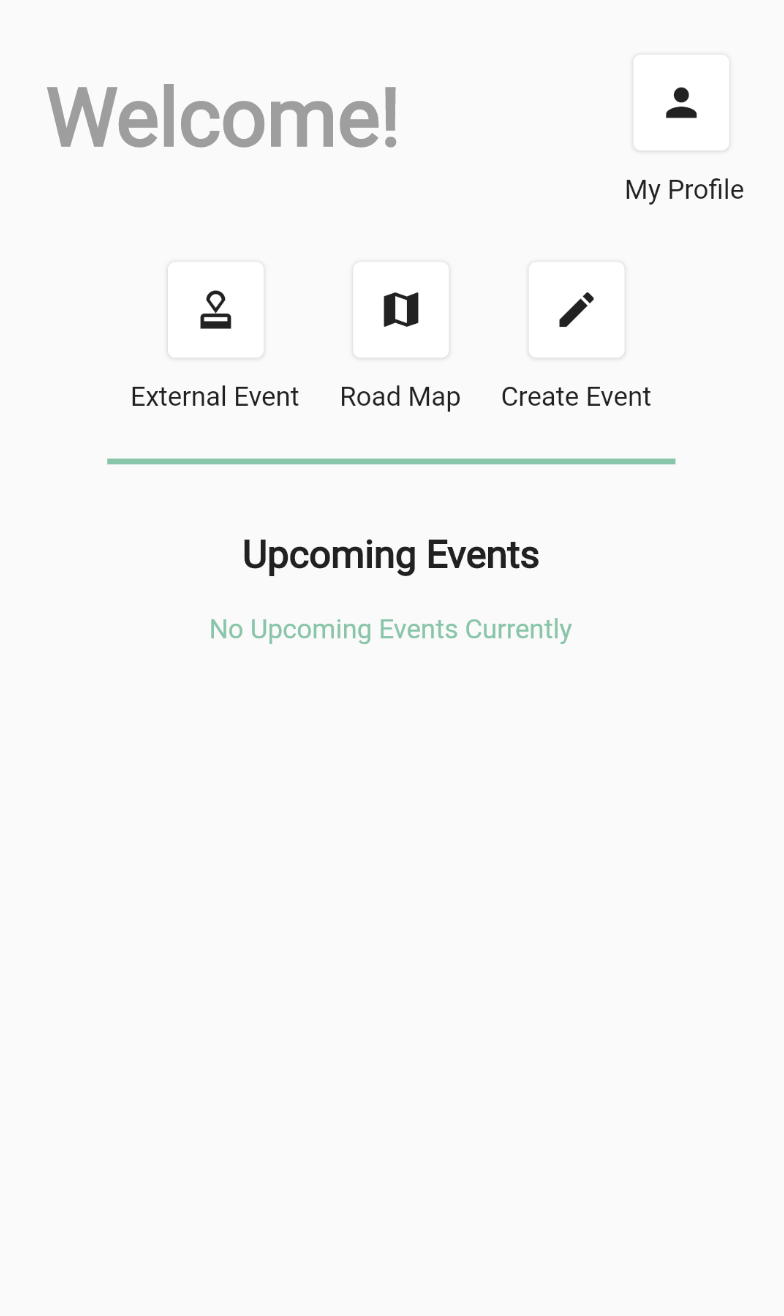 Welcome!
My Profile
External Event
Road Map
Create Event
Upcoming Events
No Upcoming Events Currently